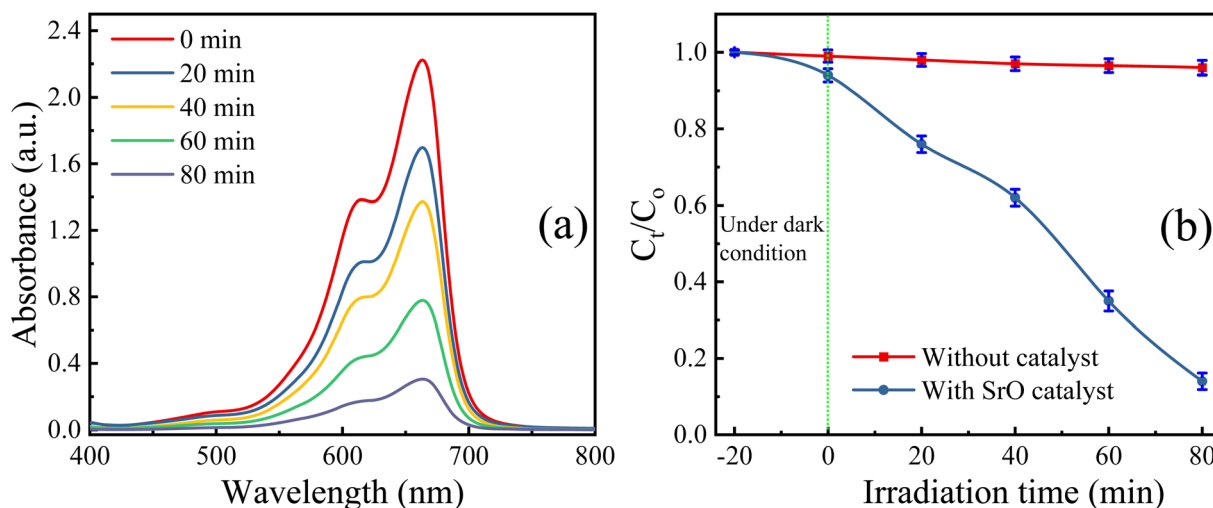 Absorbance (a.u.)
2.4
2.0
1.6
1.2
0.8
0.4
0.0
0 min
20 min
40 min
60 min
80 min
(a)
400
500
600
700
800
Wavelength (nm)
Cₜ/Cₒ
1.0
0.8
0.6
0.4
0.2
0.0
Under dark
condition
(b)
Without catalyst
With SrO catalyst
-20
0
20
40
60
80
Irradiation time (min)